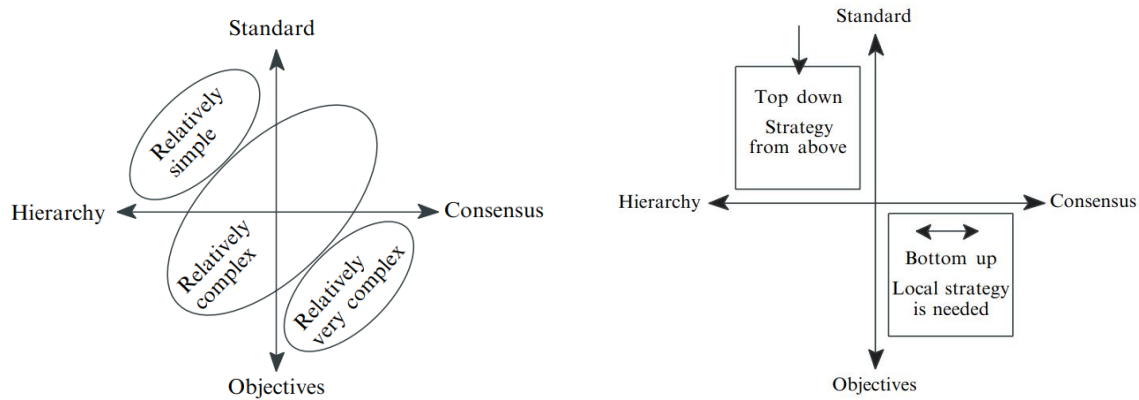 Standard
Relatively
simple
Hierarchy
Consensus
Relatively
complex
Relatively
very complex
Objectives
Standard
Top down
Strategy
from above
Hierarchy
Consensus
Bottom up
Local strategy
is needed
Objectives